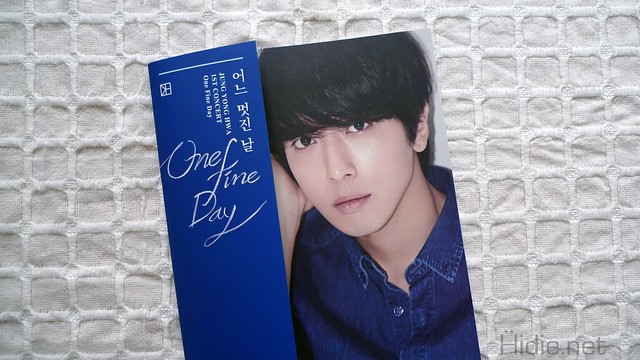 어느 멋진 날
JUNG YONG HWA
1ST CONCERT
One Fine Day
One
fine
Day
Hidie.net